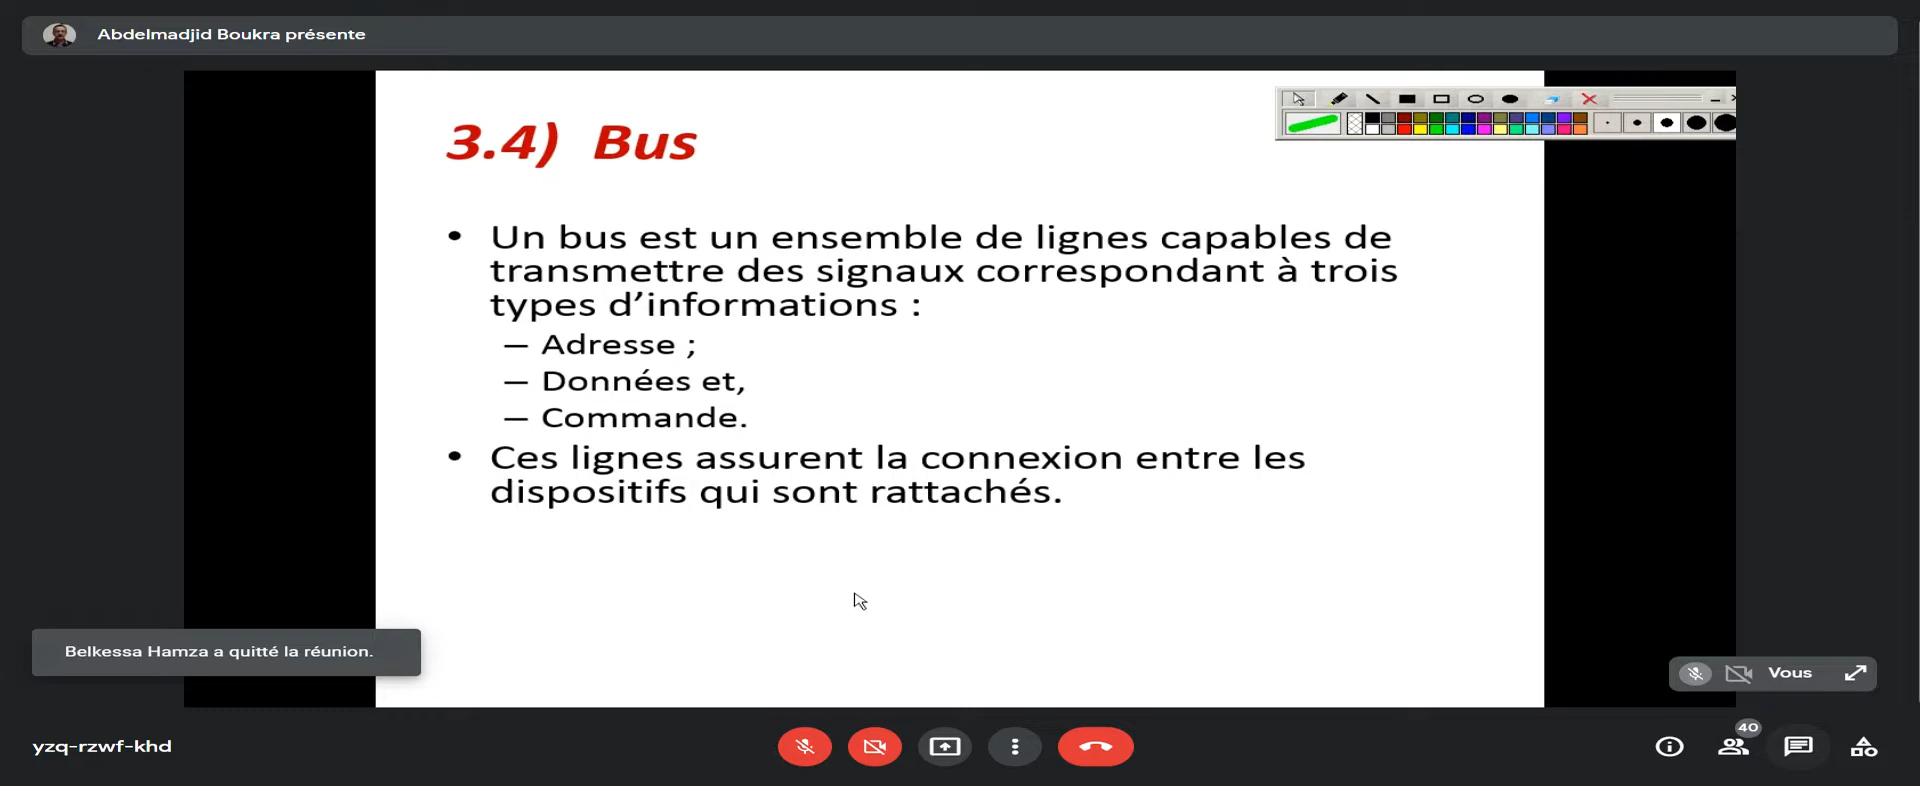 Abdelmadjid Boukra présente
3.4) Bus
• Un bus est un ensemble de lignes capables de
transmettre des signaux correspondant à trois
types d’informations :
– Adresse ;
– Données et,
– Commande.
• Ces lignes assurent la connexion entre les
dispositifs qui sont rattachés.
Belkessa Hamza a quitté la réunion.
Vous
yzq-rzwf-khd
40